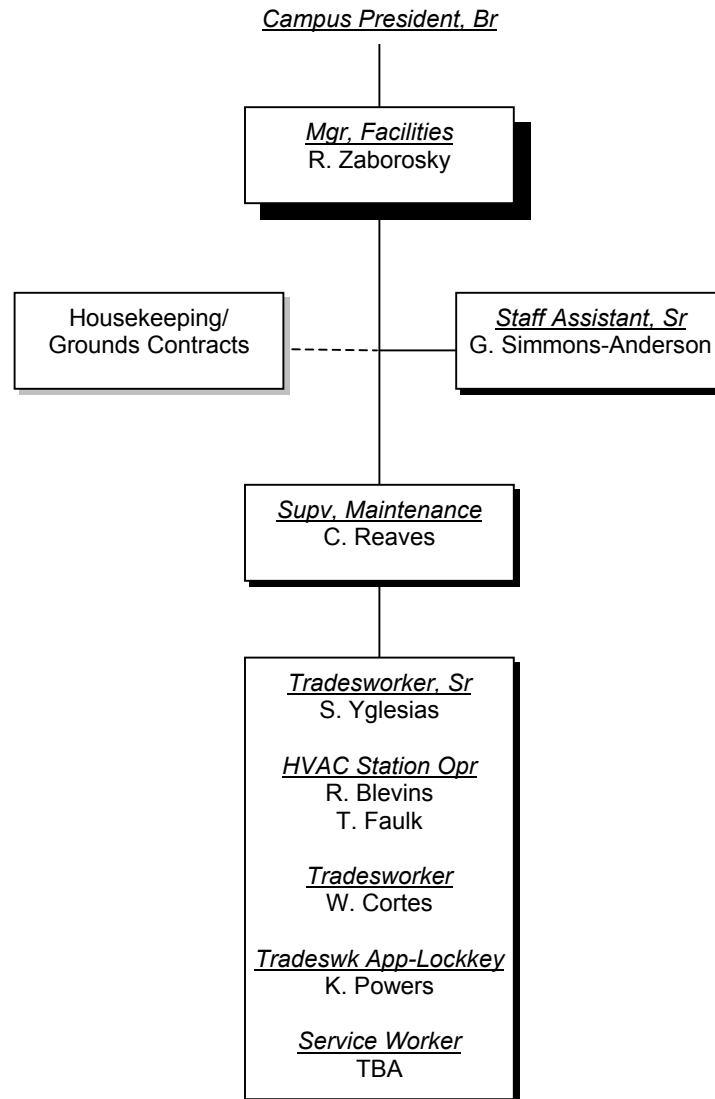 Campus President, Br
Mgr, Facilities
R. Zaborosky
Housekeeping/
Grounds Contracts
Staff Assistant, Sr
G. Simmons-Anderson
Supv, Maintenance
C. Reaves
Tradesworker, Sr
S. Yglesias
HVAC Station Opr
R. Blevins
T. Faulk
Tradesworker
W. Cortes
Tradeswk App-Lockkey
K. Powers
Service Worker
TBA